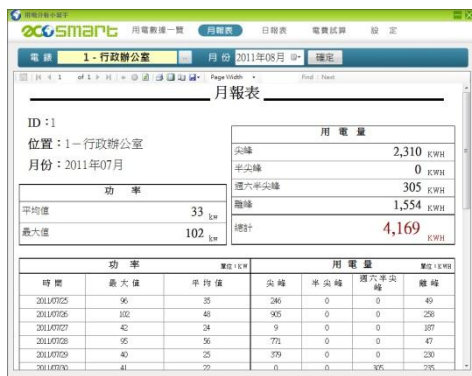 用電分析小幫手
ecosmart 用電數據一覽 月報表 日報表 電費試算 設 定
電 錶 1 - 行政辦公室 月 份 2011年08月 確定
1 of 1 Page Width Find | Next
月報表
ID：1
位置：1－行政辦公室
月份：2011年07月
功 率
平均值 33 kw
最大值 102 kw
用 電 量
尖峰 2,310 KWH
半尖峰 0 KWH
週六半尖峰 305 KWH
離峰 1,554 KWH
總計 4,169 KWH
功 率 單位：KW 用 電 量 單位：KWH
時 間 最 大 值 平 均 值 尖 峰 半 尖 峰 週六半尖峰 離 峰
2011/07/25 96 35 246 0 0 49
2011/07/26 102 48 905 0 0 258
2011/07/27 42 24 9 0 0 187
2011/07/28 95 56 771 0 0 47
2011/07/29 40 25 379 0 0 230
2011/07/30 41 22 0 0 305 235